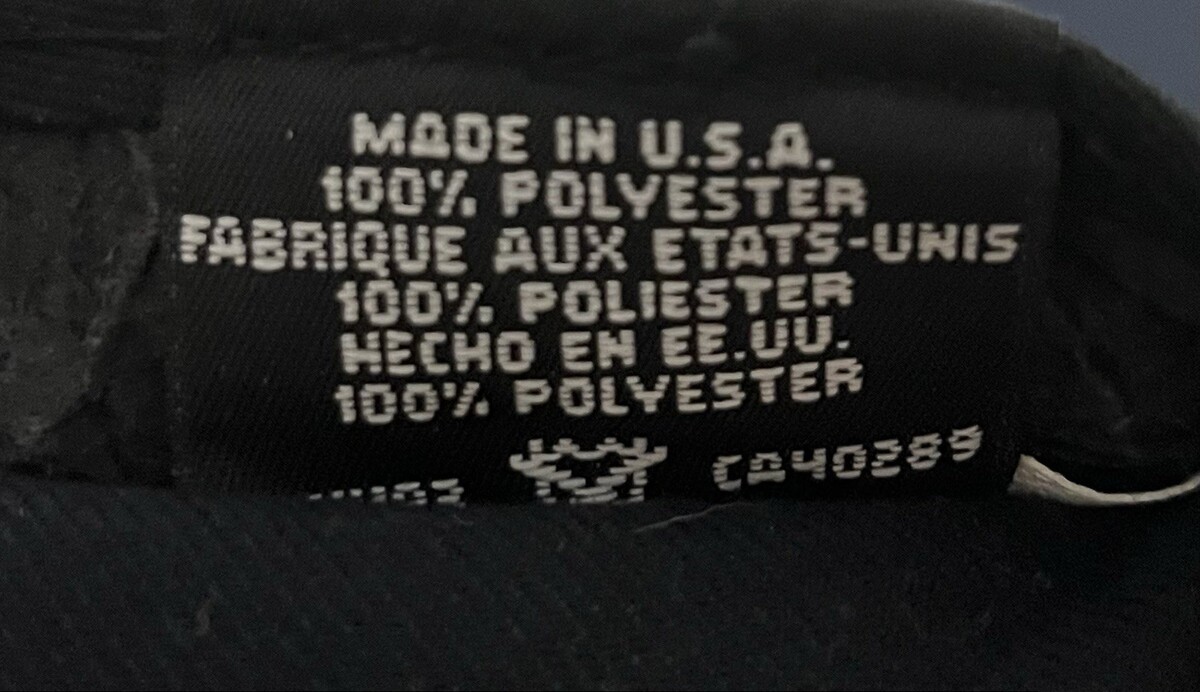 MADE IN U.S.A.
100% POLYESTER
FABRIQUE AUX ETATS-UNIS
100% POLIESTER
HECHO EN EE.UU.
100% POLYESTER
CA40289